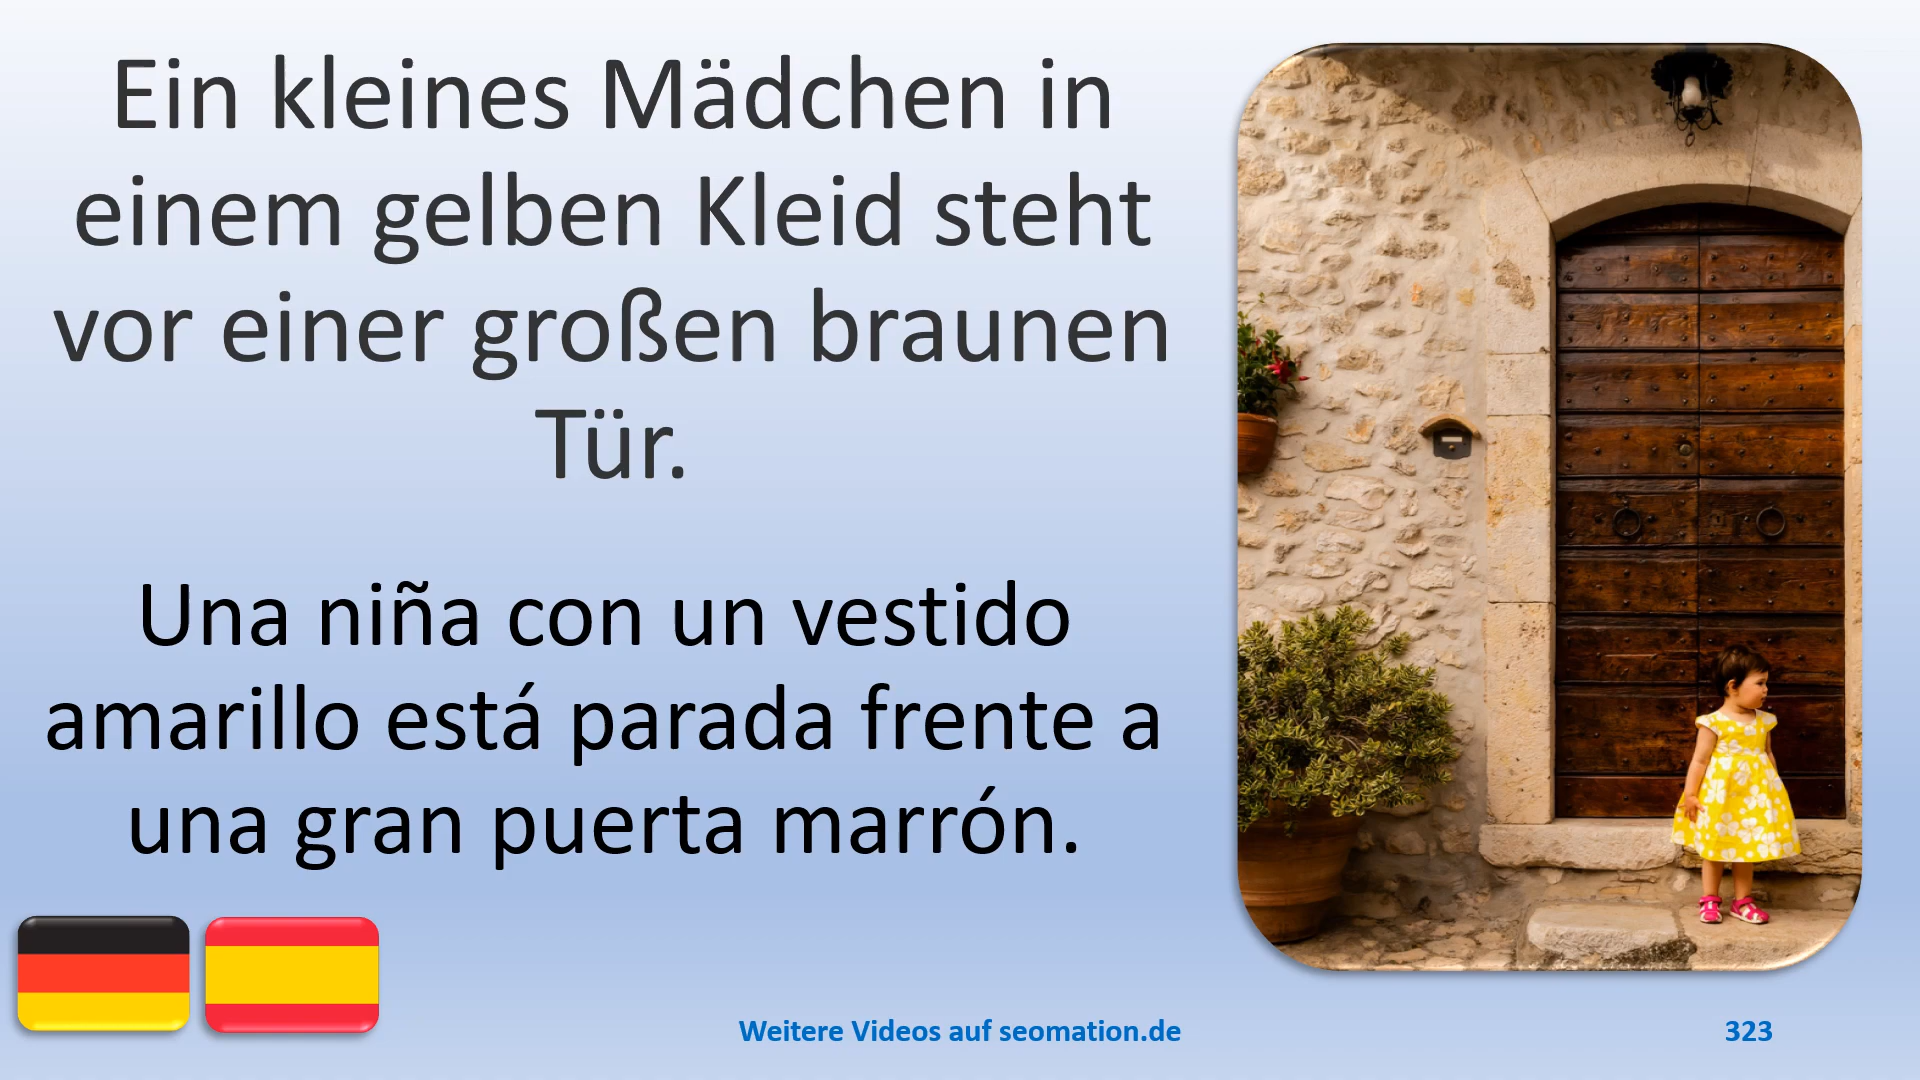 Ein kleines Mädchen in
einem gelben Kleid steht
vor einer großen braunen
Tür.
Una niña con un vestido
amarillo está parada frente a
una gran puerta marrón.
Weitere Videos auf seomation.de
323